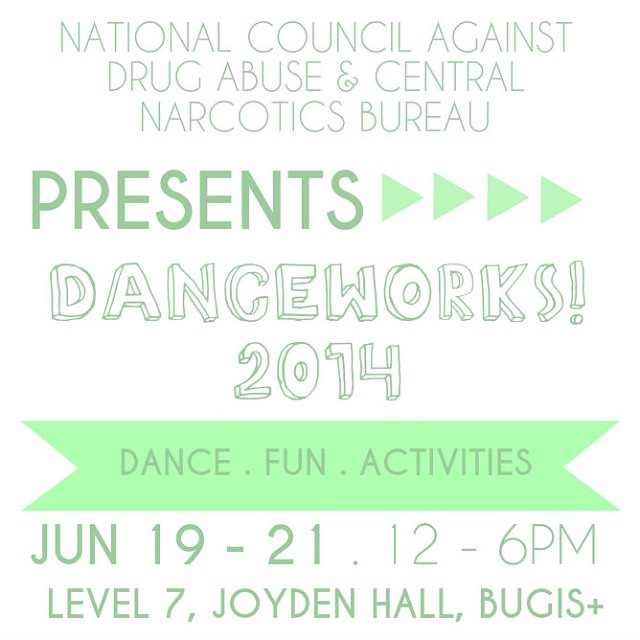 NATIONAL COUNCIL AGAINST
DRUG ABUSE & CENTRAL
NARCOTICS BUREAU
PRESENTS
DANCEWORKS!
2014
DANCE . FUN . ACTIVITIES
JUN 19 - 21 . 12 - 6PM
LEVEL 7, JOYDEN HALL, BUGIS+